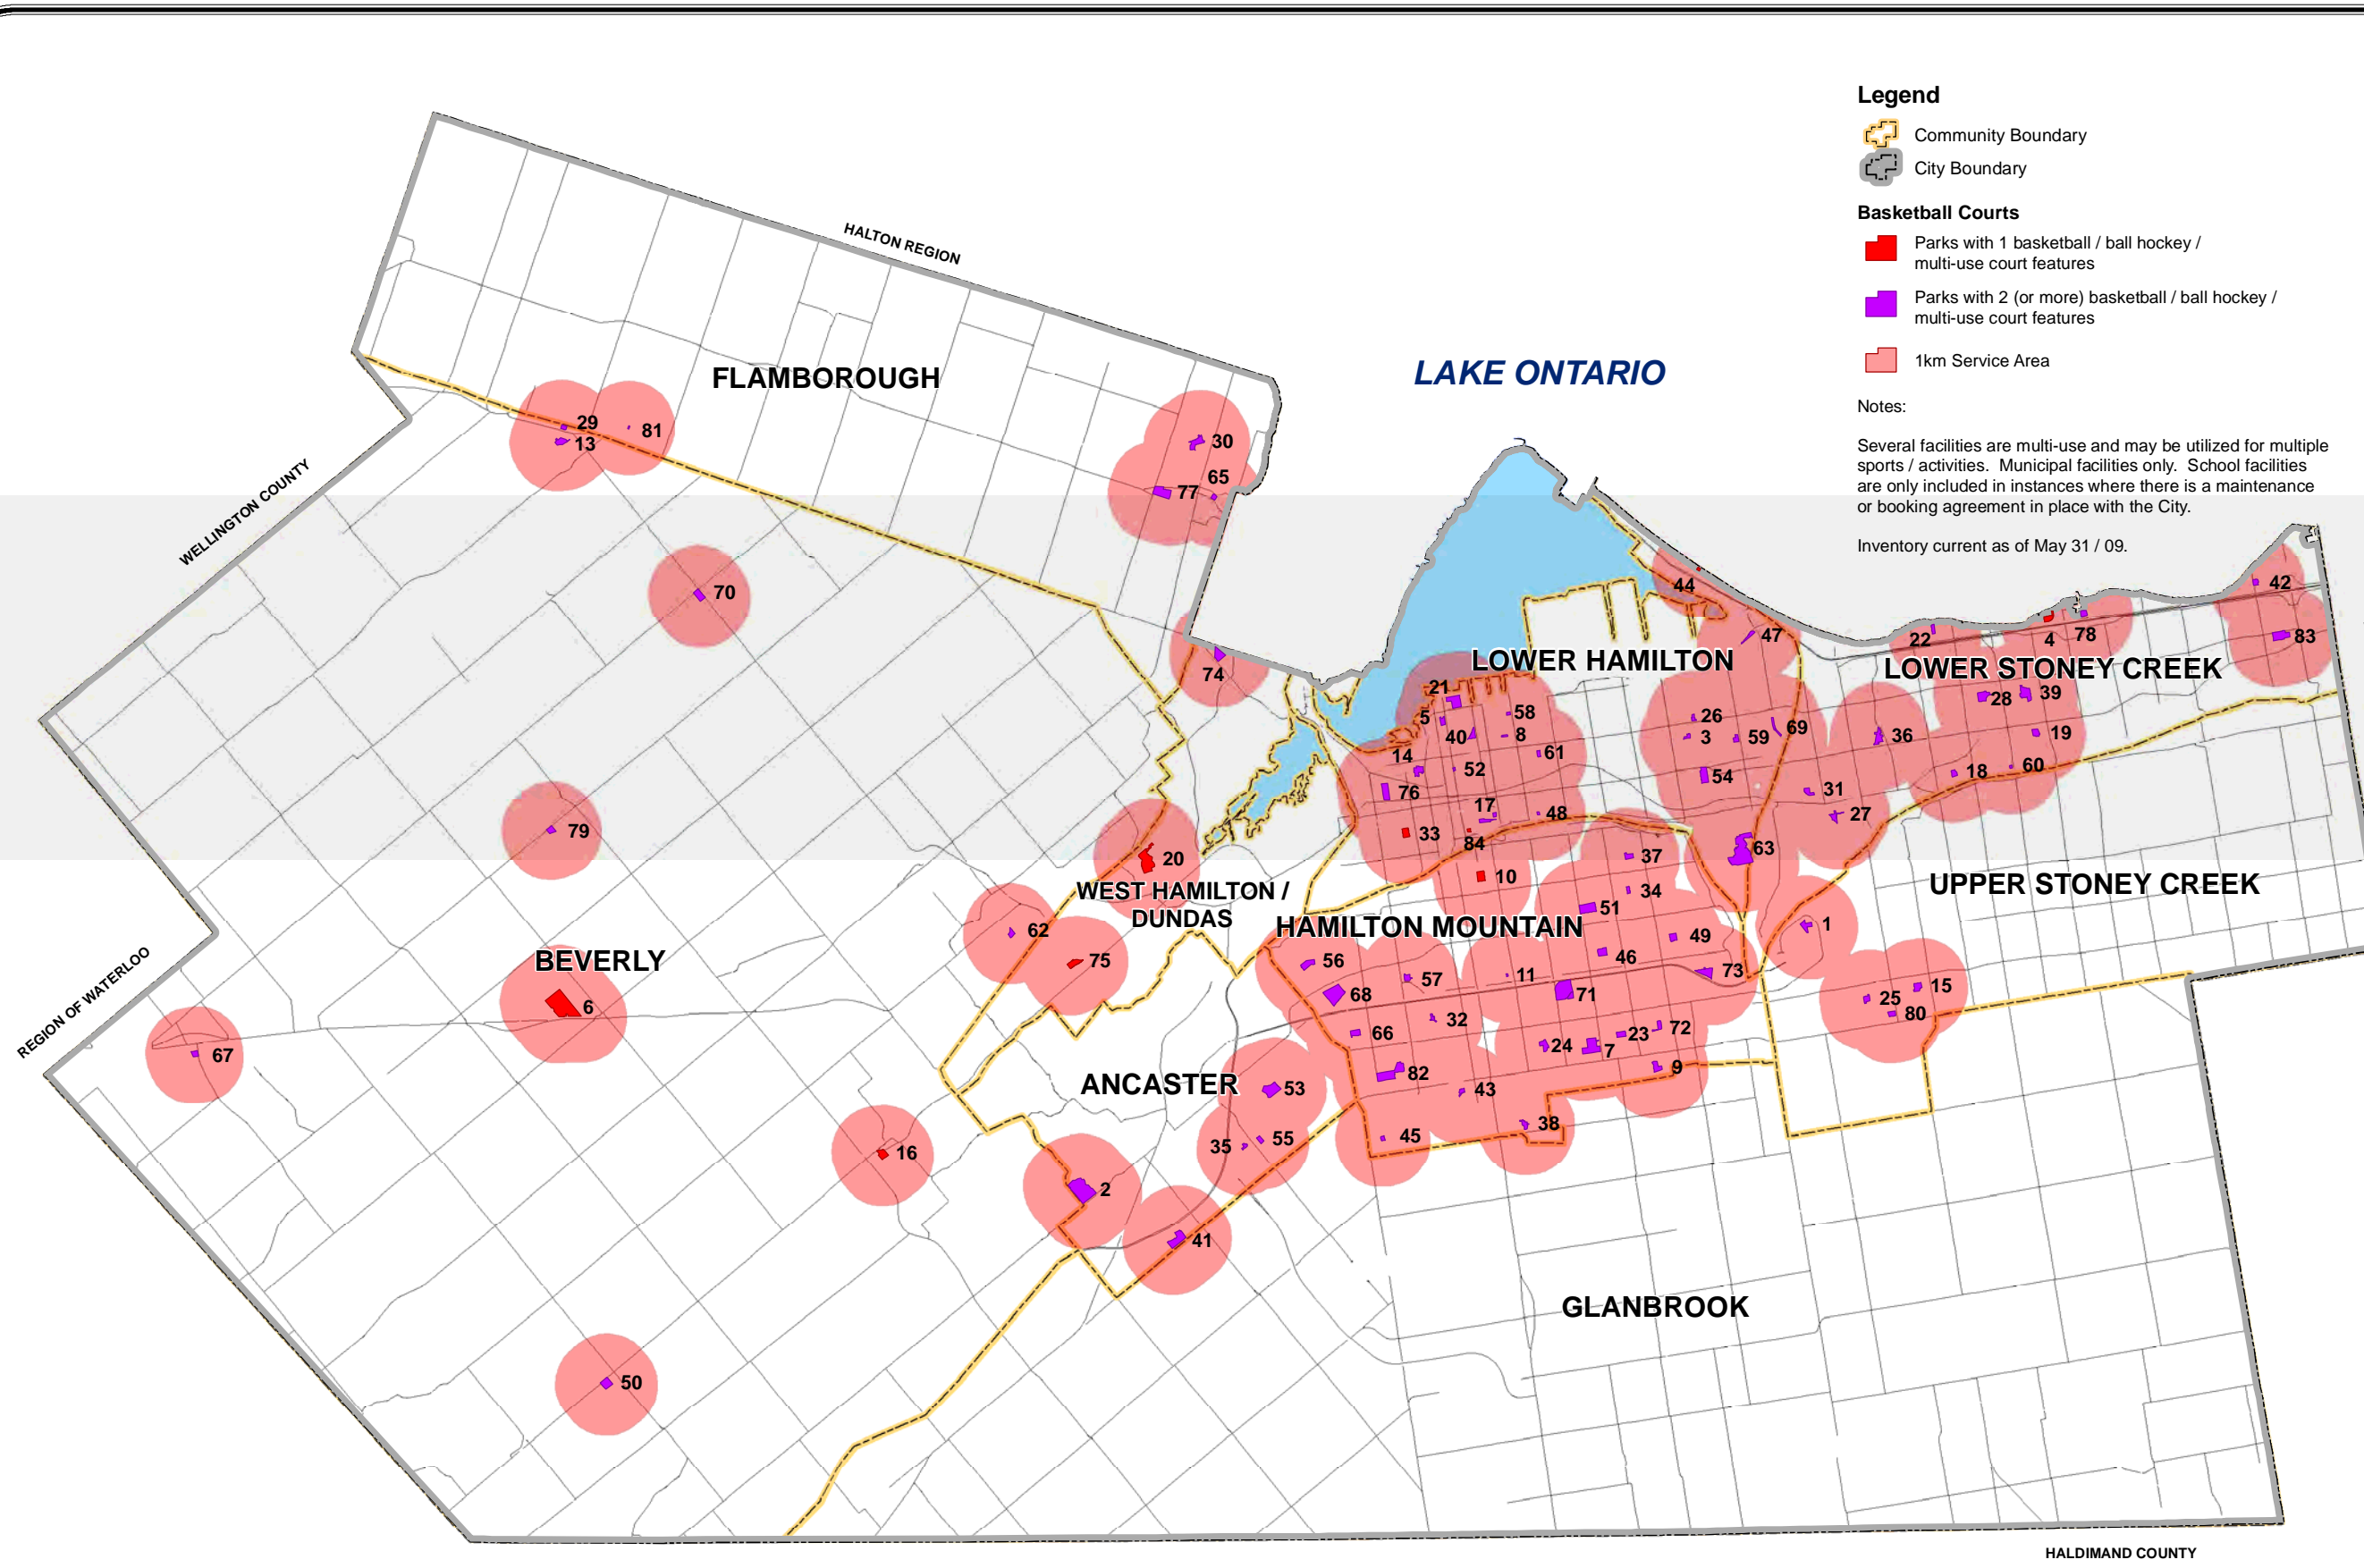 Legend
Community Boundary
City Boundary
Basketball Courts
Parks with 1 basketball / ball hockey /
multi-use court features
Parks with 2 (or more) basketball / ball hockey /
multi-use court features
1km Service Area
Notes:
Several facilities are multi-use and may be utilized for multiple
sports / activities.  Municipal facilities only.  School facilities
are only included in instances where there is a maintenance
or booking agreement in place with the City.
Inventory current as of May 31 / 09.
HALTON REGION
LAKE ONTARIO
FLAMBOROUGH
29
81
13
30
65
77
WELLINGTON COUNTY
70
44
42
47
22
4
78
83
74
LOWER HAMILTON
LOWER STONEY CREEK
21
5
58
26
28
39
40
8
3
59
69
36
19
14
61
52
54
18
60
76
31
17
48
27
79
33
84
63
20
37
10
WEST HAMILTON /
DUNDAS
34
UPPER STONEY CREEK
51
62
HAMILTON MOUNTAIN
1
49
BEVERLY
75
56
46
57
11
73
REGION OF WATERLOO
68
71
15
25
6
80
32
66
72
23
24
7
67
82
9
ANCASTER
53
43
38
35
55
45
16
2
41
GLANBROOK
50
HALDIMAND COUNTY